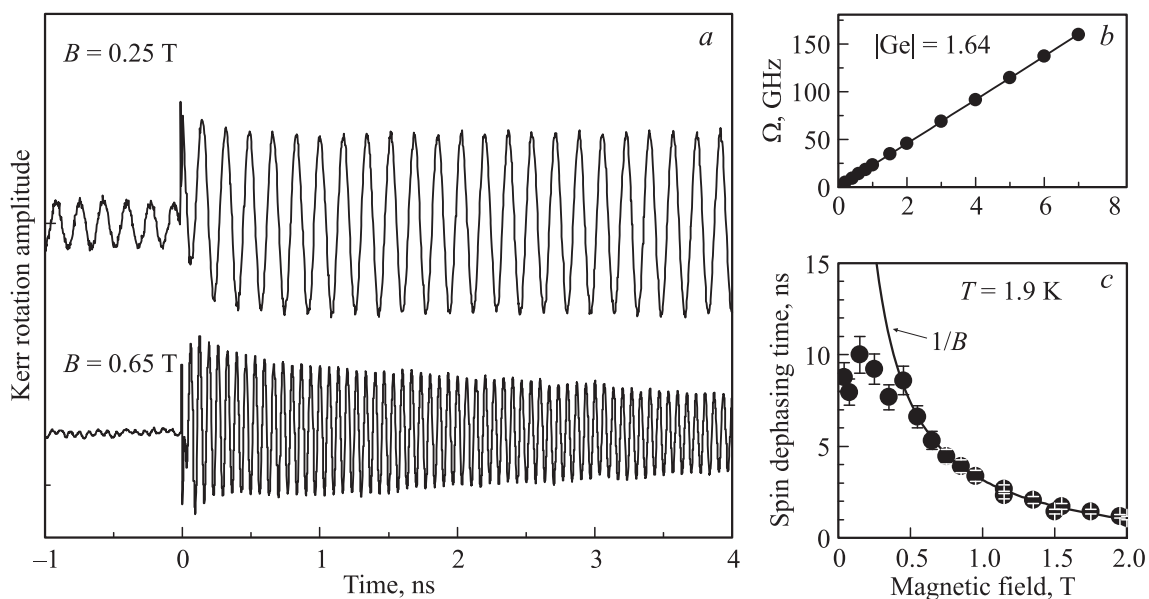 B = 0.25 T
a
B = 0.65 T
Kerr rotation amplitude
−1 0 1 2 3 4
Time, ns
b
|Ge| = 1.64
Ω, GHz
150
100
50
0
0 2 4 6 8
c
T = 1.9 K
1/B
Spin dephasing time, ns
15
10
5
0
0 0.5 1.0 1.5 2.0
Magnetic field, T